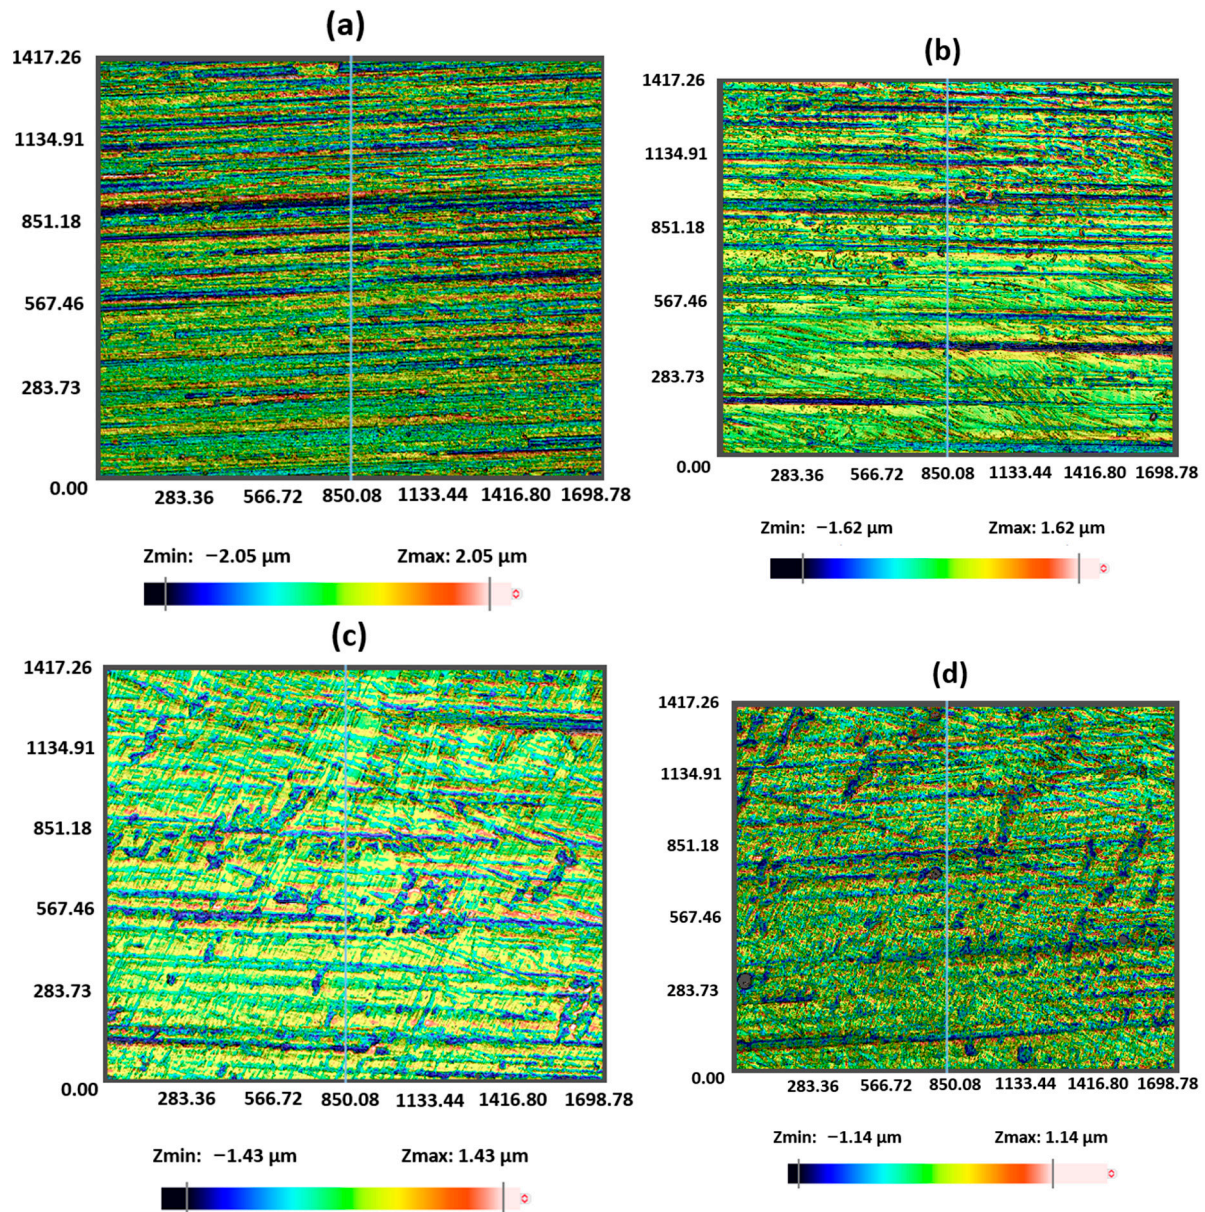 (a)
1417.26
1134.91
851.18
567.46
283.73
0.00
283.36 566.72 850.08 1133.44 1416.80 1698.78
Zmin: −2.05 µm Zmax: 2.05 µm
(b)
1417.26
1134.91
851.18
567.46
283.73
0.00
283.36 566.72 850.08 1133.44 1416.80 1698.78
Zmin: −1.62 µm Zmax: 1.62 µm
(c)
1417.26
1134.91
851.18
567.46
283.73
0.00
283.36 566.72 850.08 1133.44 1416.80 1698.78
Zmin: −1.43 µm Zmax: 1.43 µm
(d)
1417.26
1134.91
851.18
567.46
283.73
0.00
283.36 566.72 850.08 1133.44 1416.80 1698.78
Zmin: −1.14 µm Zmax: 1.14 µm